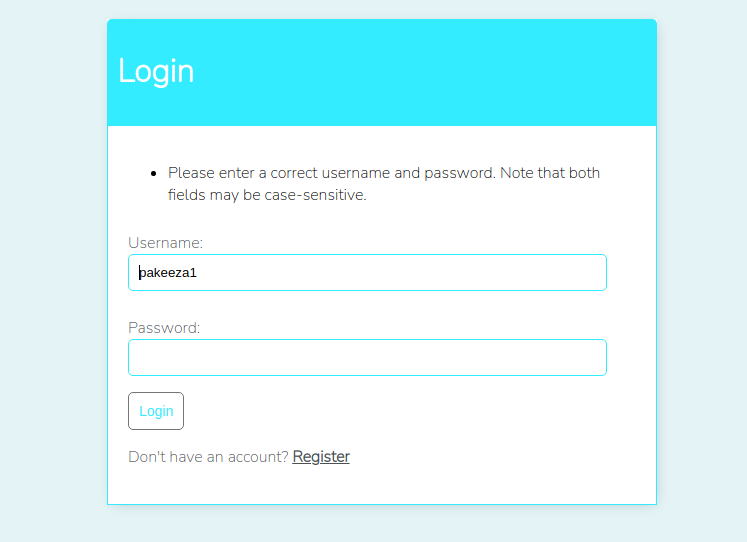 Login
Please enter a correct username and password. Note that both
fields may be case-sensitive.
Username:
pakeeza1
Password:
Login
Don't have an account? Register